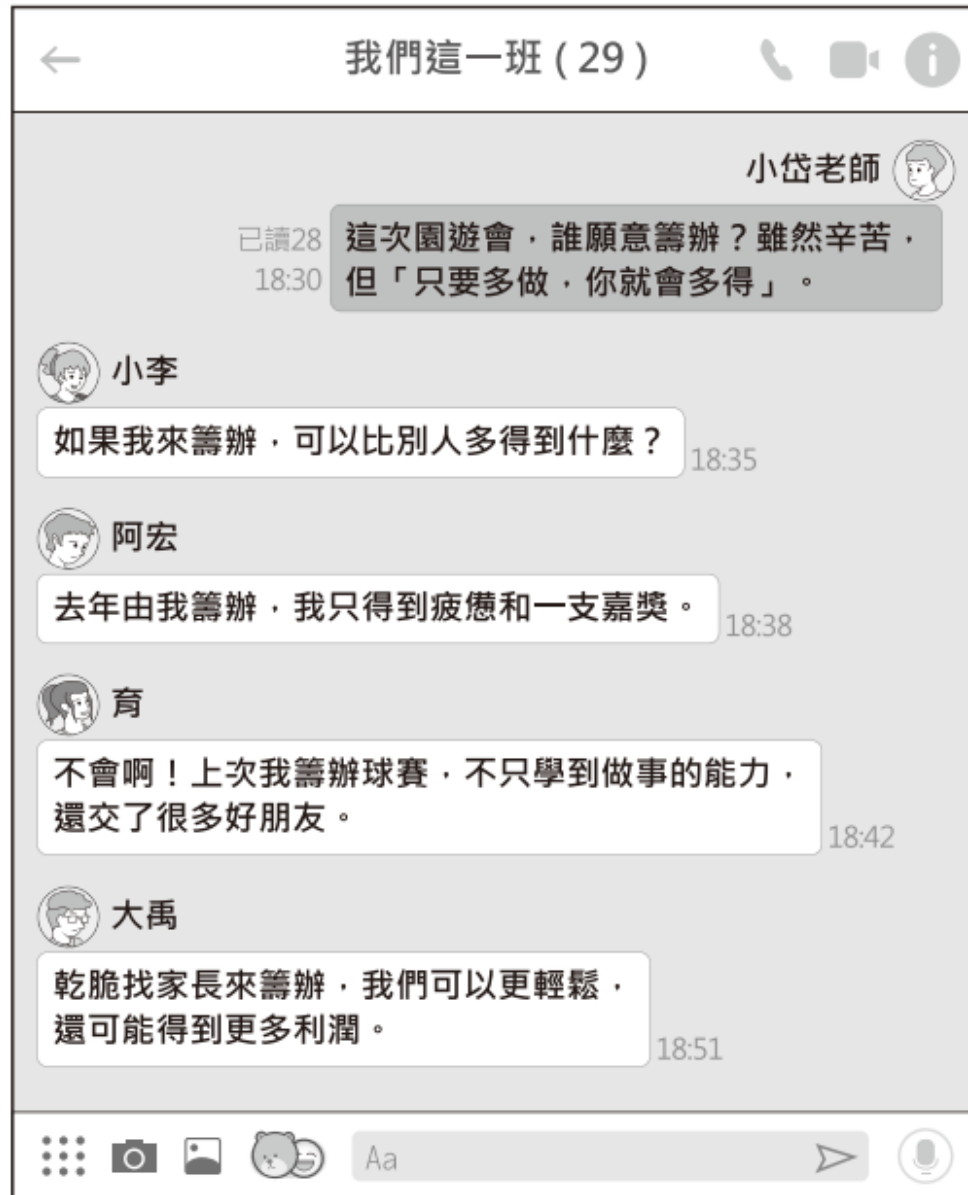 我們這一班 ( 29 )
小岱老師
這次園遊會，誰願意籌辦？雖然辛苦，
已讀28
但「只要多做，你就會多得」。
18:30
小李
如果我來籌辦，可以比別人多得到什麼？
18:35
阿宏
去年由我籌辦，我只得到疲憊和一支嘉獎。
18:38
育
不會啊！上次我籌辦球賽，不只學到做事的能力，
還交了很多好朋友。
18:42
大禹
乾脆找家長來籌辦，我們可以更輕鬆，
還可能得到更多利潤。
18:51
Aa